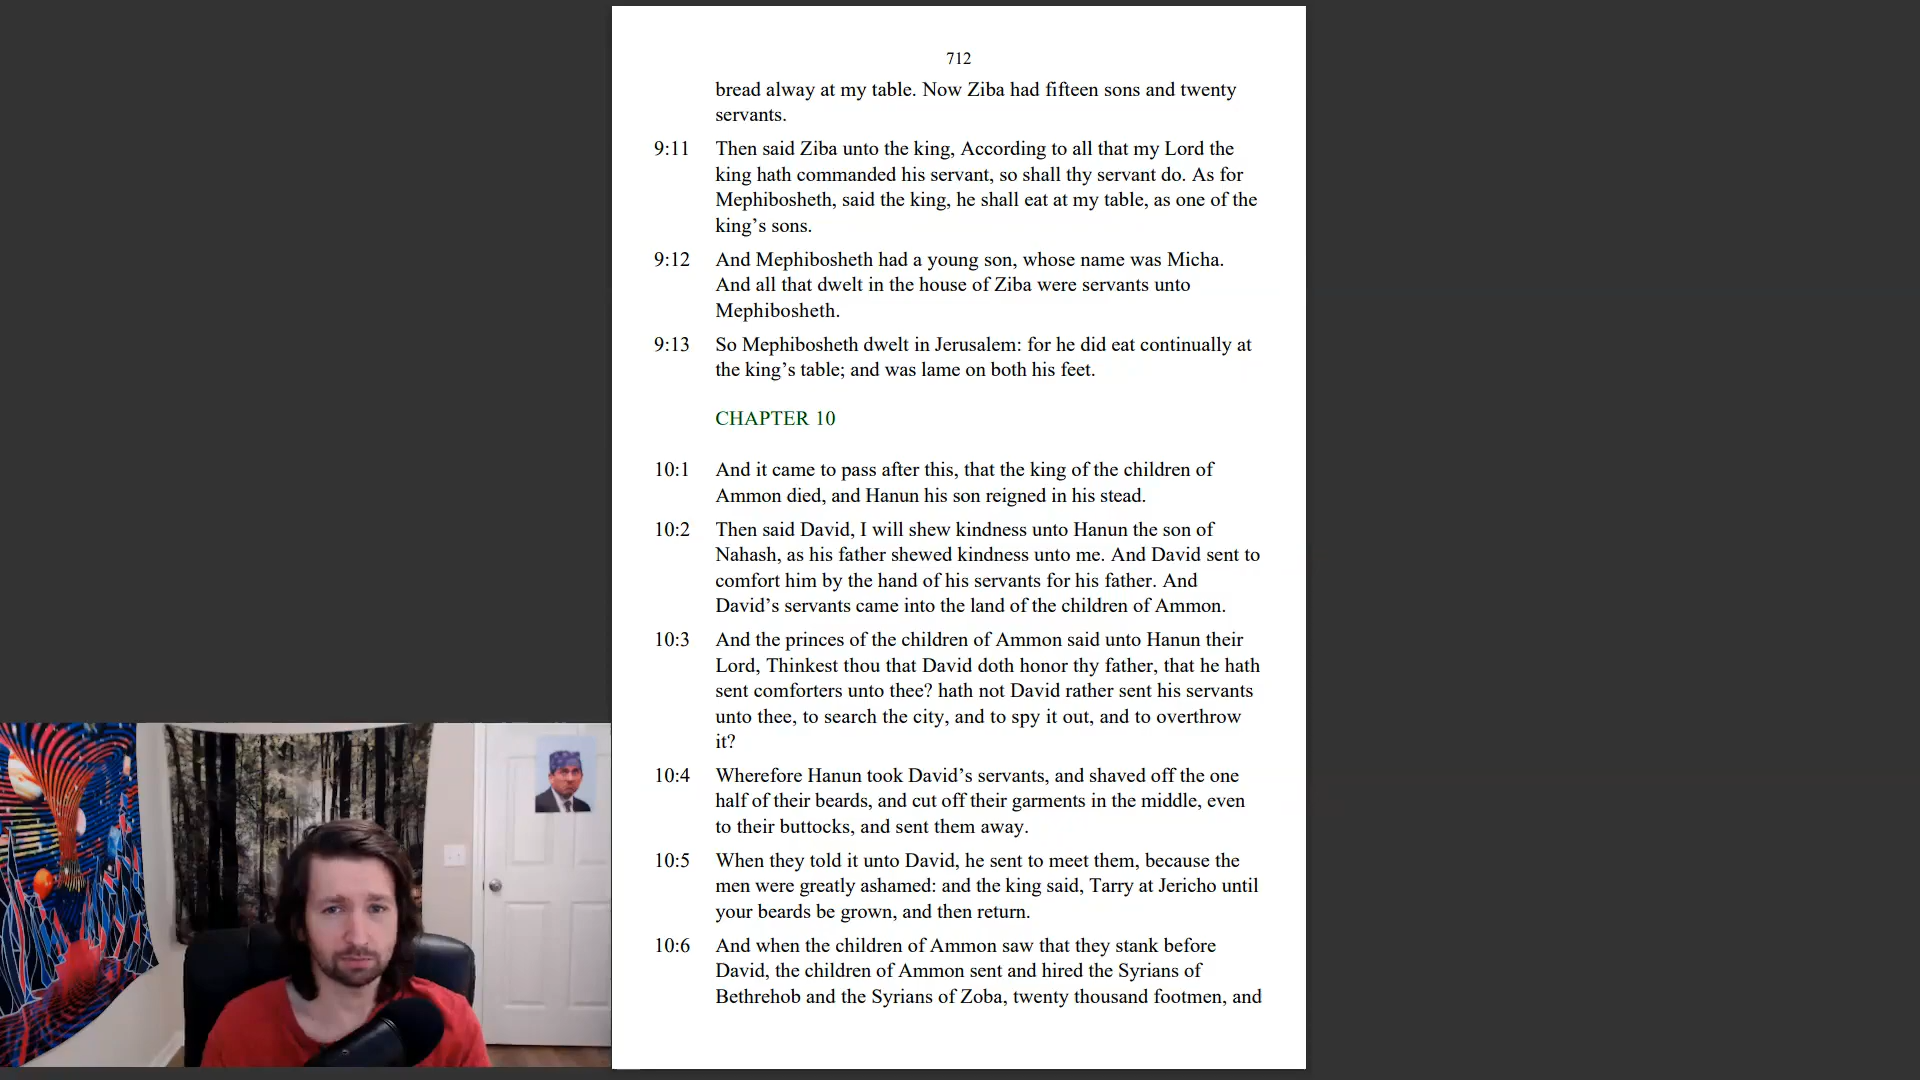 712
bread alway at my table. Now Ziba had fifteen sons and twenty
servants.
9:11 Then said Ziba unto the king, According to all that my Lord the
king hath commanded his servant, so shall thy servant do. As for
Mephibosheth, said the king, he shall eat at my table, as one of the
king’s sons.
9:12 And Mephibosheth had a young son, whose name was Micha.
And all that dwelt in the house of Ziba were servants unto
Mephibosheth.
9:13 So Mephibosheth dwelt in Jerusalem: for he did eat continually at
the king’s table; and was lame on both his feet.
CHAPTER 10
10:1 And it came to pass after this, that the king of the children of
Ammon died, and Hanun his son reigned in his stead.
10:2 Then said David, I will shew kindness unto Hanun the son of
Nahash, as his father shewed kindness unto me. And David sent to
comfort him by the hand of his servants for his father. And
David’s servants came into the land of the children of Ammon.
10:3 And the princes of the children of Ammon said unto Hanun their
Lord, Thinkest thou that David doth honor thy father, that he hath
sent comforters unto thee? hath not David rather sent his servants
unto thee, to search the city, and to spy it out, and to overthrow
it?
10:4 Wherefore Hanun took David’s servants, and shaved off the one
half of their beards, and cut off their garments in the middle, even
to their buttocks, and sent them away.
10:5 When they told it unto David, he sent to meet them, because the
men were greatly ashamed: and the king said, Tarry at Jericho until
your beards be grown, and then return.
10:6 And when the children of Ammon saw that they stank before
David, the children of Ammon sent and hired the Syrians of
Bethrehob and the Syrians of Zoba, twenty thousand footmen, and